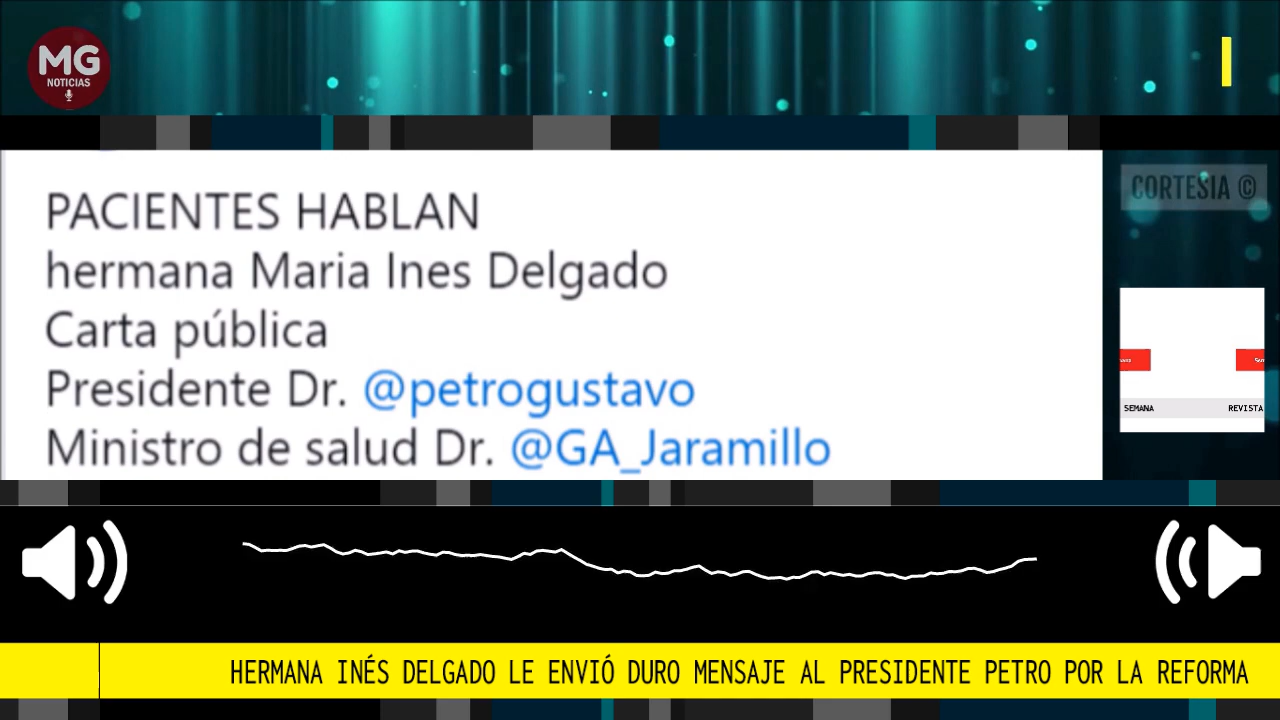 MG
NOTICIAS
CORTESIA ©
PACIENTES HABLAN
hermana Maria Ines Delgado
Carta pública
Presidente Dr. @petrogustavo
Ministro de salud Dr. @GA_Jaramillo
SEMANA REVISTA
HERMANA INÉS DELGADO LE ENVIÓ DURO MENSAJE AL PRESIDENTE PETRO POR LA REFORMA